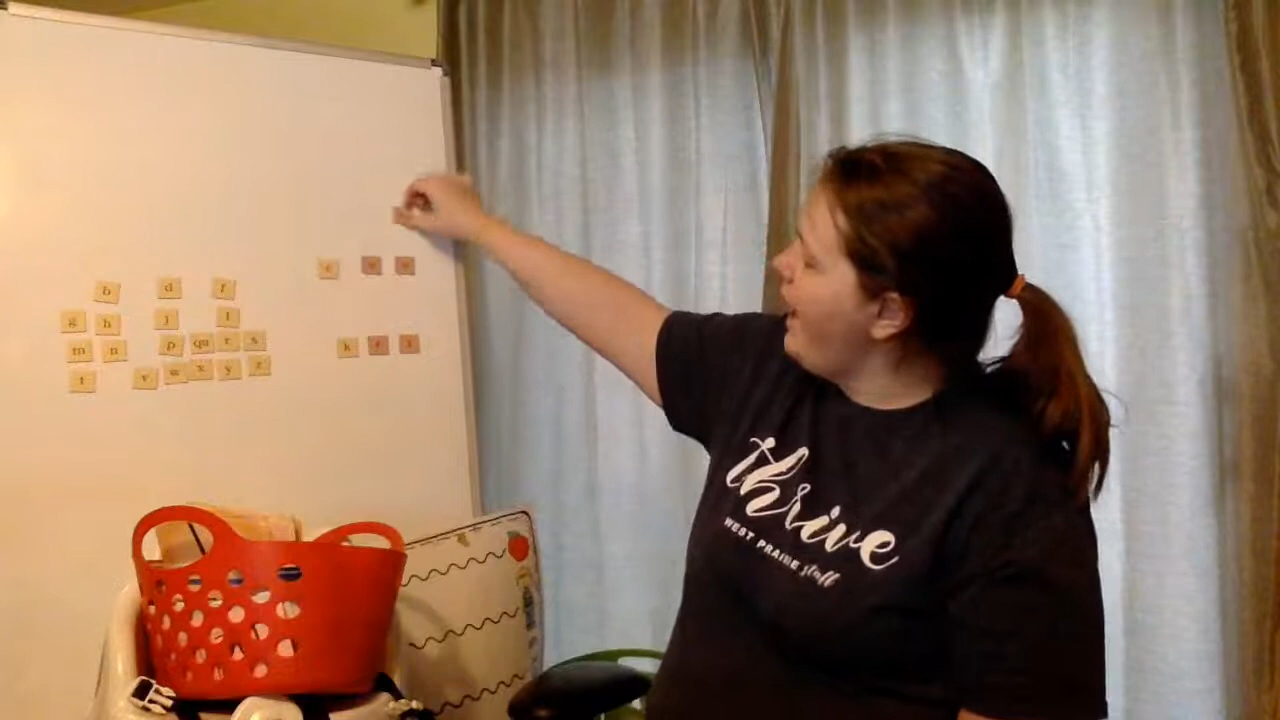 b d f
g h j l
m n p qu r s
t v w x y z
c
k
thrive
WEST PRAIRIE staff